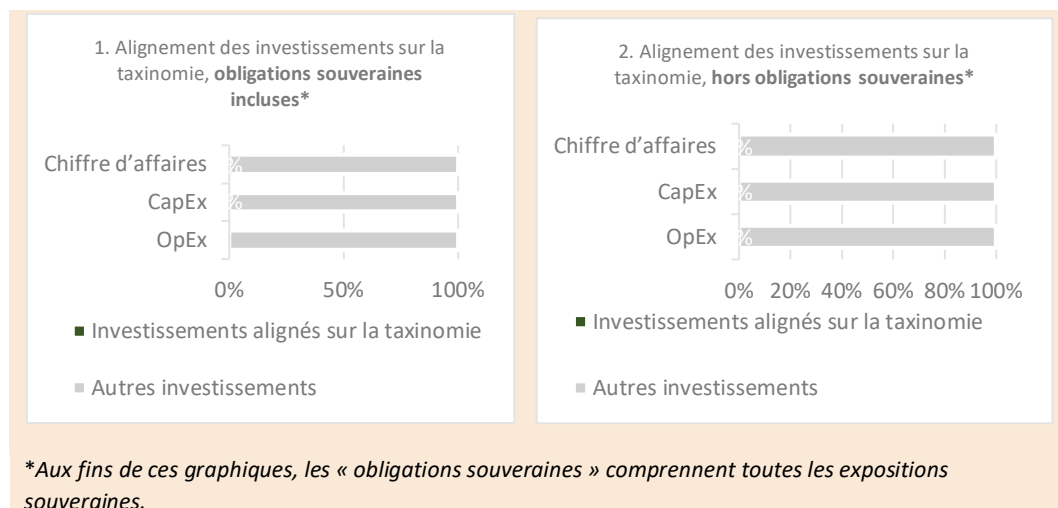 1. Alignement des investissements sur la
taxinomie, obligations souveraines
incluses*
Chiffre d’affaires
%
CapEx
%
OpEx
0% 50% 100%
Investissements alignés sur la taxinomie
Autres investissements
2. Alignement des investissements sur la
taxinomie, hors obligations souveraines*
Chiffre d’affaires
%
CapEx
%
OpEx
%
0% 20% 40% 60% 80% 100%
Investissements alignés sur la taxinomie
Autres investissements
*Aux fins de ces graphiques, les « obligations souveraines » comprennent toutes les expositions
souveraines.